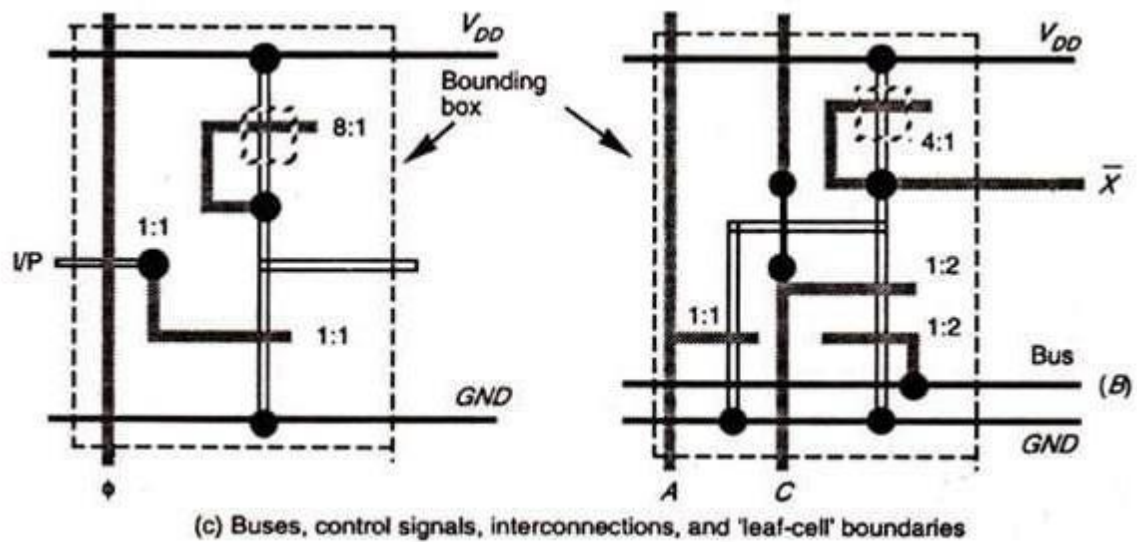 V_DD
8:1
1:1
I/P
1:1
GND
ϕ
Bounding
box
V_DD
4:1
X̅
1:2
1:1
1:2
Bus
(B)
GND
A
C
(c) Buses, control signals, interconnections, and 'leaf-cell' boundaries